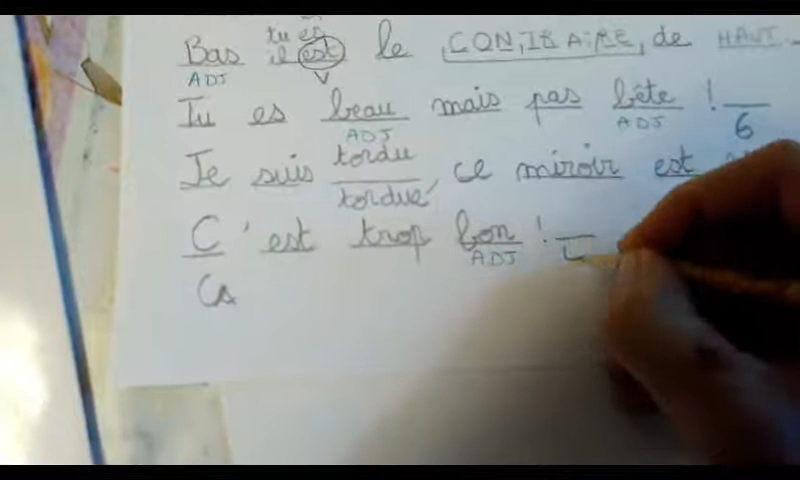 tu es
Bas il est le CONTRAIRE, de HAUT
ADJ V
Tu es beau mais pas bête !
ADJ ADJ 6
Je suis tordu, ce miroir est
tordue
C'est trop bon !
ADJ
Ca